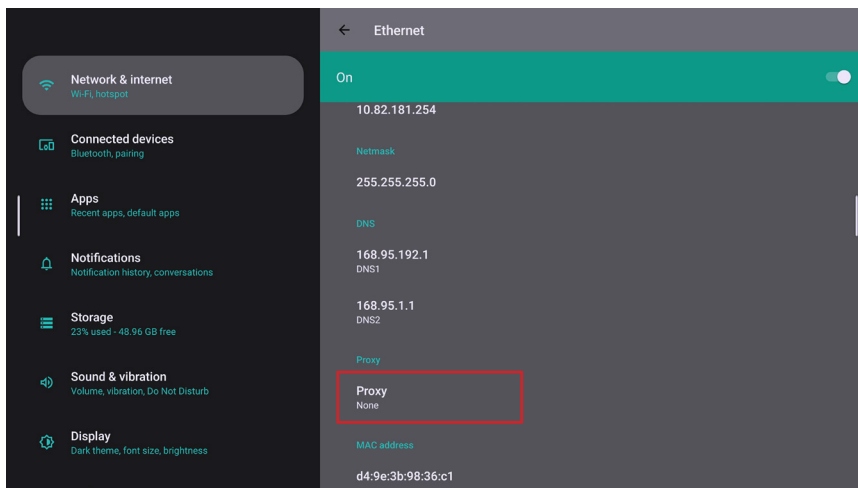 Network & internet
Wi-Fi, hotspot
Connected devices
Bluetooth, pairing
Apps
Recent apps, default apps
Notifications
Notification history, conversations
Storage
23% used - 48.96 GB free
Sound & vibration
Volume, vibration, Do Not Disturb
Display
Dark theme, font size, brightness
Ethernet
On
10.82.181.254
Netmask
255.255.255.0
DNS
168.95.192.1
DNS1
168.95.1.1
DNS2
Proxy
Proxy
None
MAC address
d4:9e:3b:98:36:c1